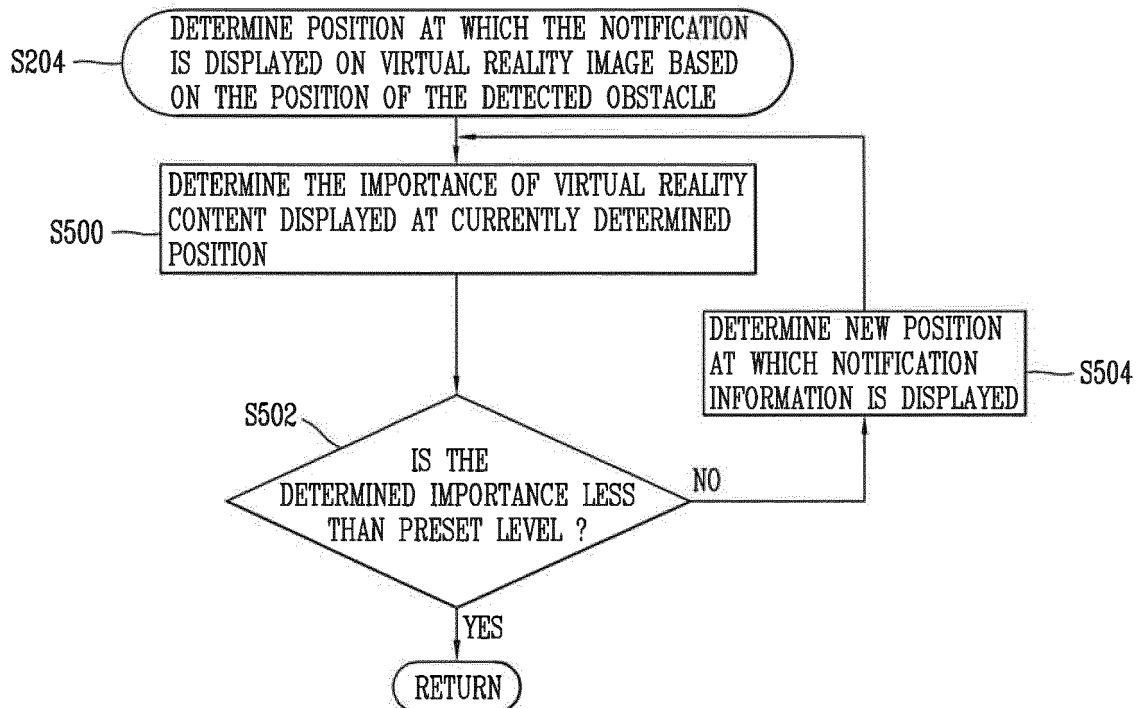 S204
DETERMINE POSITION AT WHICH THE NOTIFICATION
IS DISPLAYED ON VIRTUAL REALITY IMAGE BASED
ON THE POSITION OF THE DETECTED OBSTACLE
S500
DETERMINE THE IMPORTANCE OF VIRTUAL REALITY
CONTENT DISPLAYED AT CURRENTLY DETERMINED
POSITION
DETERMINE NEW POSITION
AT WHICH NOTIFICATION
INFORMATION IS DISPLAYED
S504
S502
IS THE
DETERMINED IMPORTANCE LESS
THAN PRESET LEVEL ?
NO
YES
RETURN